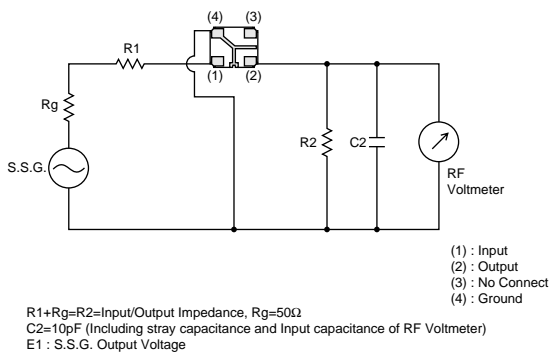 (4) (3)
R1
(1) (2)
Rg
R2
C2
S.S.G.
RF
Voltmeter
(1) : Input
(2) : Output
(3) : No Connect
(4) : Ground
R1+Rg=R2=Input/Output Impedance, Rg=50Ω
C2=10pF (Including stray capacitance and Input capacitance of RF Voltmeter)
E1 : S.S.G. Output Voltage